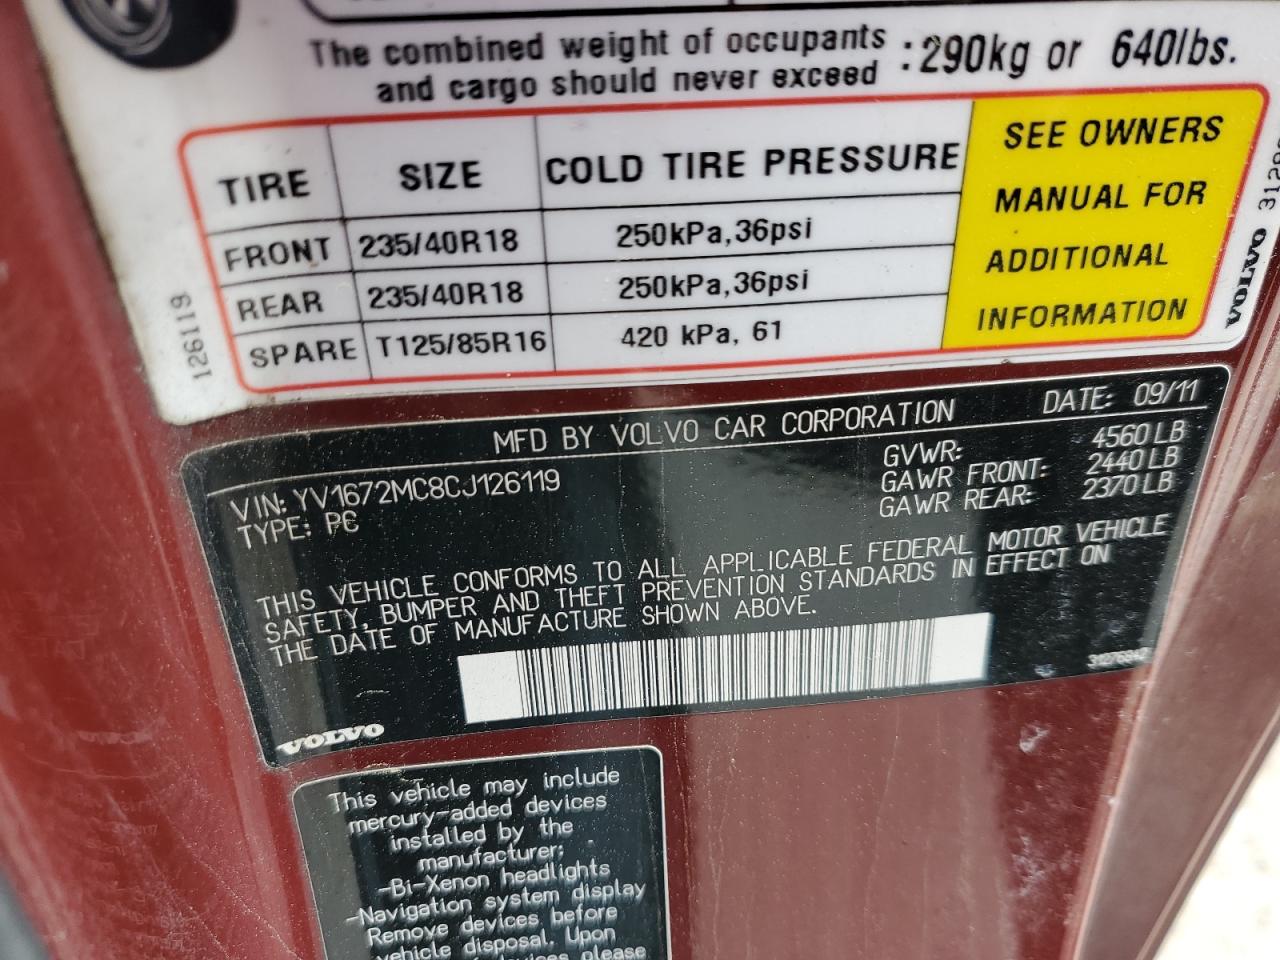 The combined weight of occupants
and cargo should never exceed : 290kg or 640lbs.
TIRE SIZE COLD TIRE PRESSURE
FRONT 235/40R18 250kPa,36psi
REAR 235/40R18 250kPa,36psi
SPARE T125/85R16 420 kPa, 61
SEE OWNERS
MANUAL FOR
ADDITIONAL
INFORMATION
126119
VOLVO
MFD BY VOLVO CAR CORPORATION DATE: 09/11
VIN: YV1672MC8CJ126119
TYPE: PC
GVWR: 4560 LB
GAWR FRONT: 2440 LB
GAWR REAR: 2370 LB
THIS VEHICLE CONFORMS TO ALL APPLICABLE FEDERAL MOTOR VEHICLE
SAFETY, BUMPER, AND THEFT PREVENTION STANDARDS IN EFFECT ON
THE DATE OF MANUFACTURE SHOWN ABOVE.
VOLVO
This vehicle may include
mercury-added devices
installed by the
manufacturer:
-Bi-Xenon headlights
-Navigation system display
Remove devices before
vehicle disposal. Upon
devices please